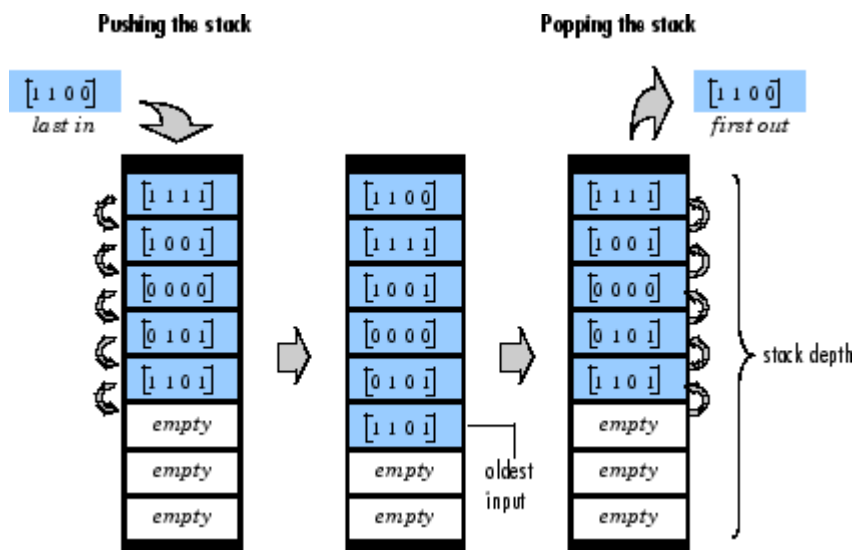 Pushing the stack
Popping the stack
[1 1 0 0]
last in
[1 1 0 0]
first out
[1 1 1 1]
[1 0 0 1]
[0 0 0 0]
[0 1 0 1]
[1 1 0 1]
empty
empty
empty
[1 1 0 0]
[1 1 1 1]
[1 0 0 1]
[0 0 0 0]
[0 1 0 1]
[1 1 0 1]
empty
empty
oldest
input
[1 1 1 1]
[1 0 0 1]
[0 0 0 0]
[0 1 0 1]
[1 1 0 1]
empty
empty
empty
stack depth